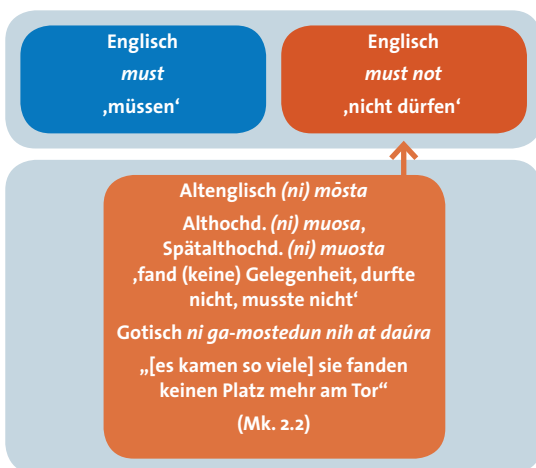 Englisch
must
‚müssen‘
Englisch
must not
‚nicht dürfen‘
Altenglisch (ni) mōsta
Althochd. (ni) muosa,
Spätalthochd. (ni) muosta
‚fand (keine) Gelegenheit, durfte
nicht, musste nicht‘
Gotisch ni ga-mostedun nih at daúra
„[es kamen so viele] sie fanden
keinen Platz mehr am Tor“
(Mk. 2.2)